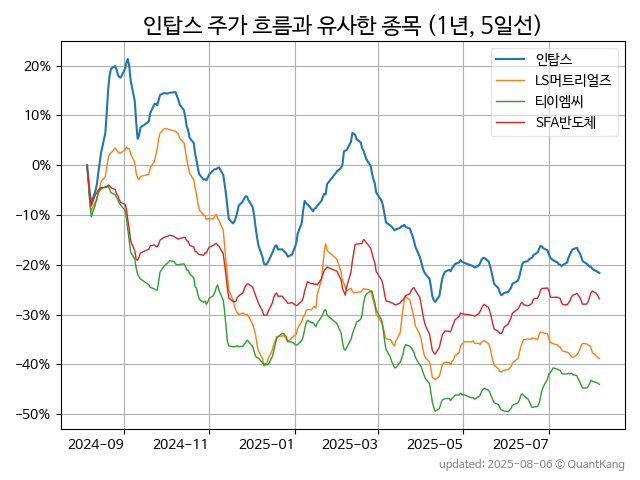 인탑스 주가 흐름과 유사한 종목 (1년, 5일선)
인탑스
LS머트리얼즈
티이엠씨
SFA반도체
20%
10%
0%
−10%
−20%
−30%
−40%
−50%
2024−09
2024−11
2025−01
2025−03
2025−05
2025−07
updated: 2025-08-06 © QuantKang